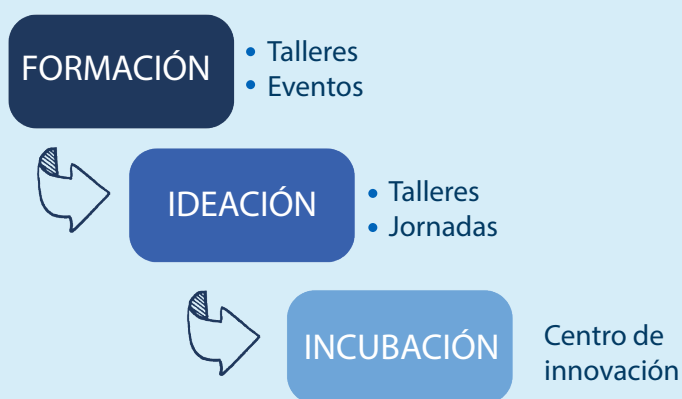 FORMACIÓN
• Talleres
• Eventos
IDEACIÓN
• Talleres
• Jornadas
INCUBACIÓN
Centro de
innovación